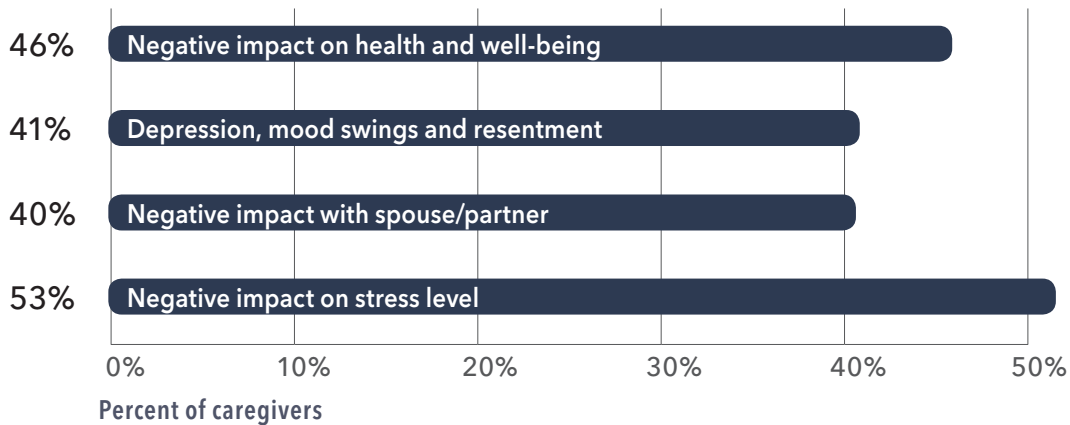 46% Negative impact on health and well-being
41% Depression, mood swings and resentment
40% Negative impact with spouse/partner
53% Negative impact on stress level
0% 10% 20% 30% 40% 50%
Percent of caregivers